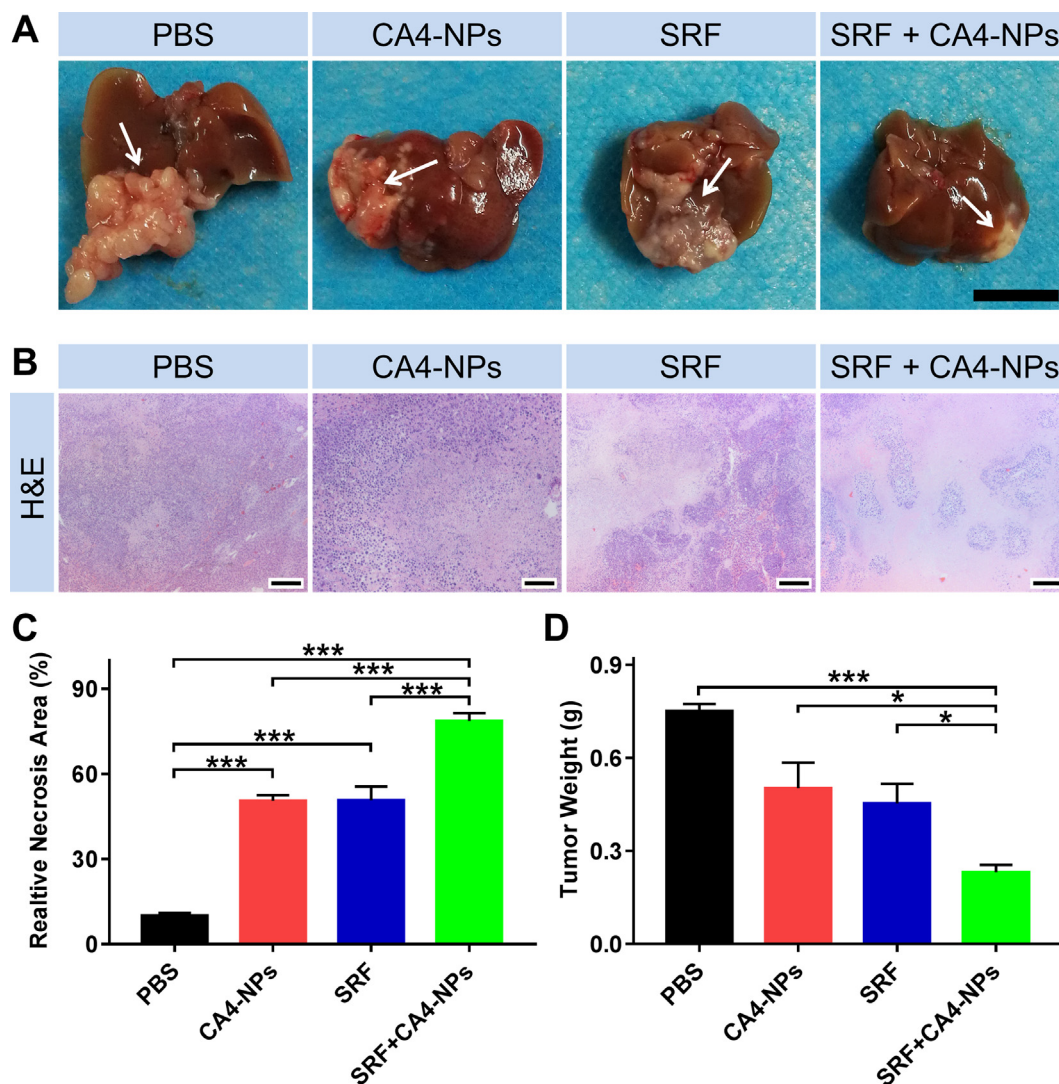 A
PBS CA4-NPs SRF SRF + CA4-NPs
B
PBS CA4-NPs SRF SRF + CA4-NPs
H&E
C
Realtive Necrosis Area (%)
90
60
30
0
***
***
***
***
***
PBS
CA4-NPs
SRF
SRF+CA4-NPs
D
Tumor Weight (g)
0.9
0.6
0.3
0.0
***
*
*
PBS
CA4-NPs
SRF
SRF+CA4-NPs